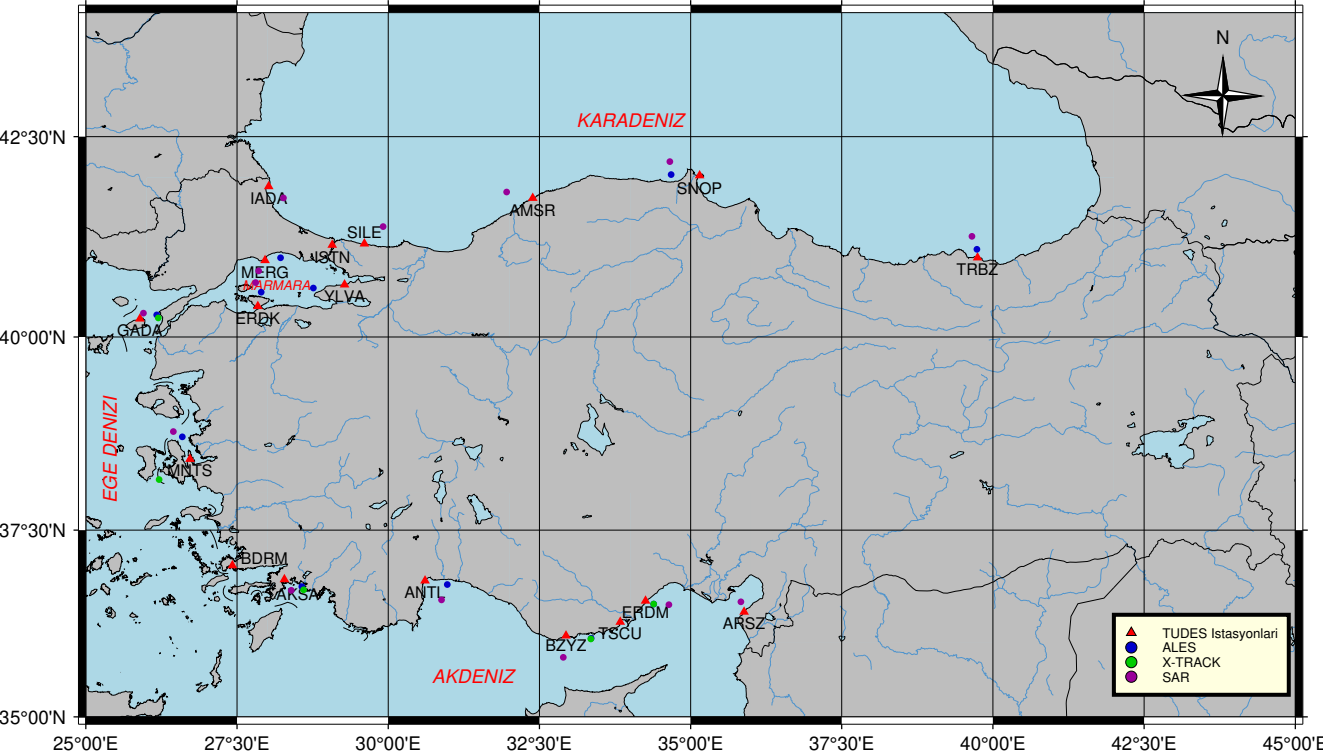 N
KARADENIZ
42°30'N
SNOP
IADA
AMSR
SILE
ISTN
TRBZ
MERG
MARMARA
YLVA
ERDK
GADA
40°00'N
EGE DENIZI
MNTS
37°30'N
BDRM
AKSA
ANTL
ERDM
ARSZ
TSCU
BZYZ
AKDENIZ
TUDES Istasyonlari
ALES
X-TRACK
SAR
35°00'N
25°00'E 27°30'E 30°00'E 32°30'E 35°00'E 37°30'E 40°00'E 42°30'E 45°00'E